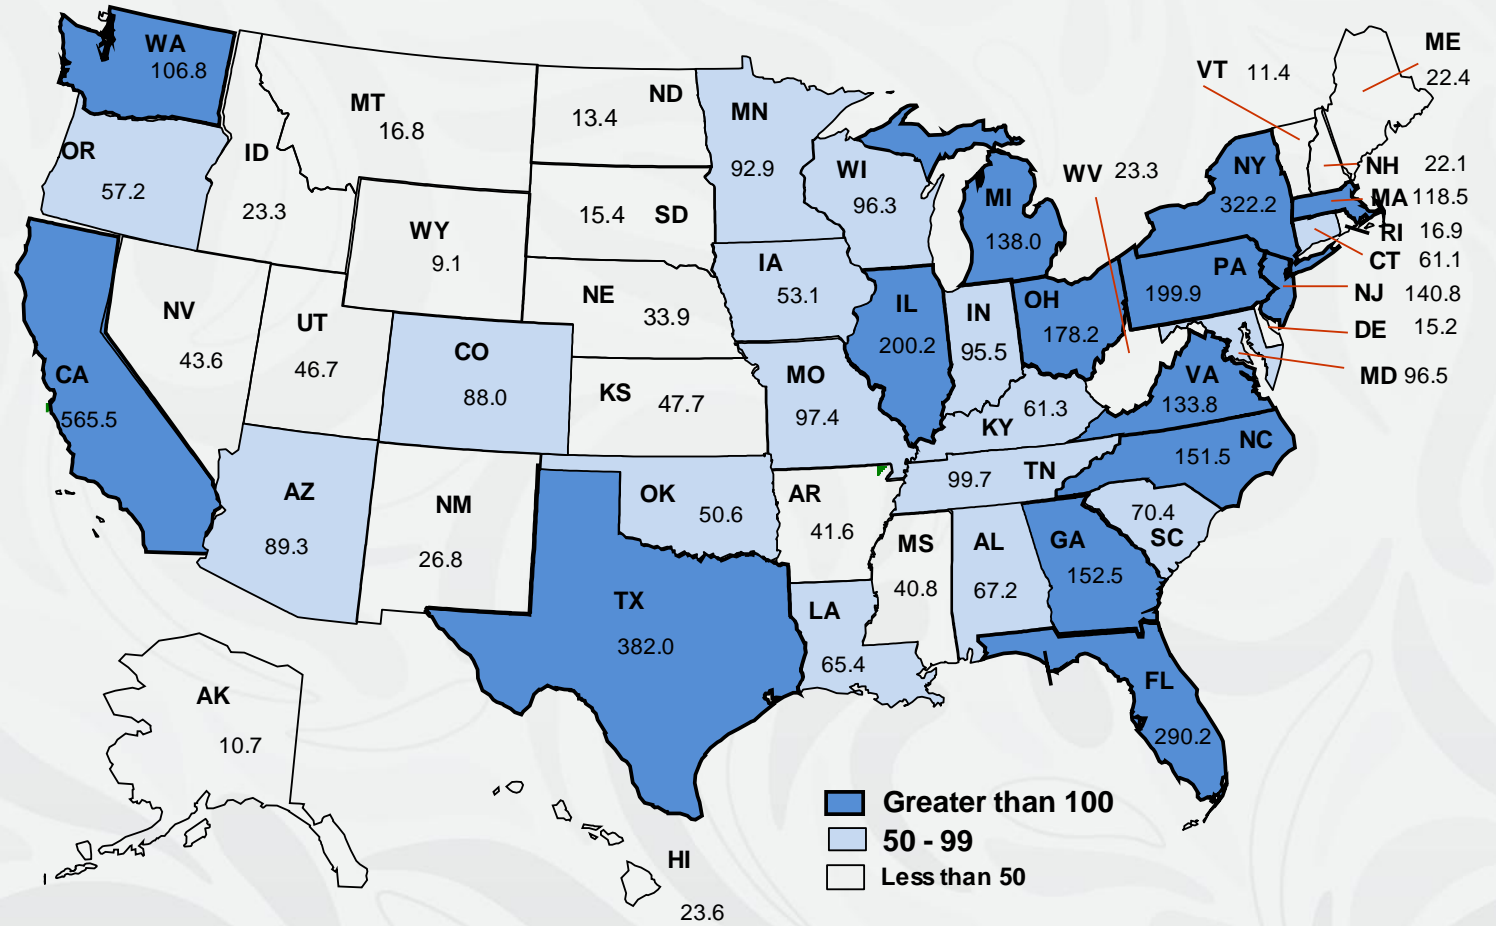 WA
106.8
OR
57.2
CA
565.5
ID
23.3
NV
43.6
MT
16.8
WY
9.1
UT
46.7
AZ
89.3
CO
88.0
NM
26.8
ND
13.4
15.4 SD
NE
33.9
KS
47.7
OK
50.6
TX
382.0
MN
92.9
IA
53.1
MO
97.4
AR
41.6
LA
65.4
WI
96.3
IL
200.2
MI
138.0
IN
95.5
OH
178.2
KY
61.3
TN
99.7
MS
40.8
AL
67.2
GA
152.5
FL
290.2
SC
70.4
NC
151.5
VA
133.8
WV 23.3
PA
199.9
NY
322.2
VT 11.4
ME
22.4
NH 22.1
MA 118.5
RI 16.9
CT 61.1
NJ 140.8
DE 15.2
MD 96.5
AK
10.7
HI
23.6
Greater than 100
50 - 99
Less than 50